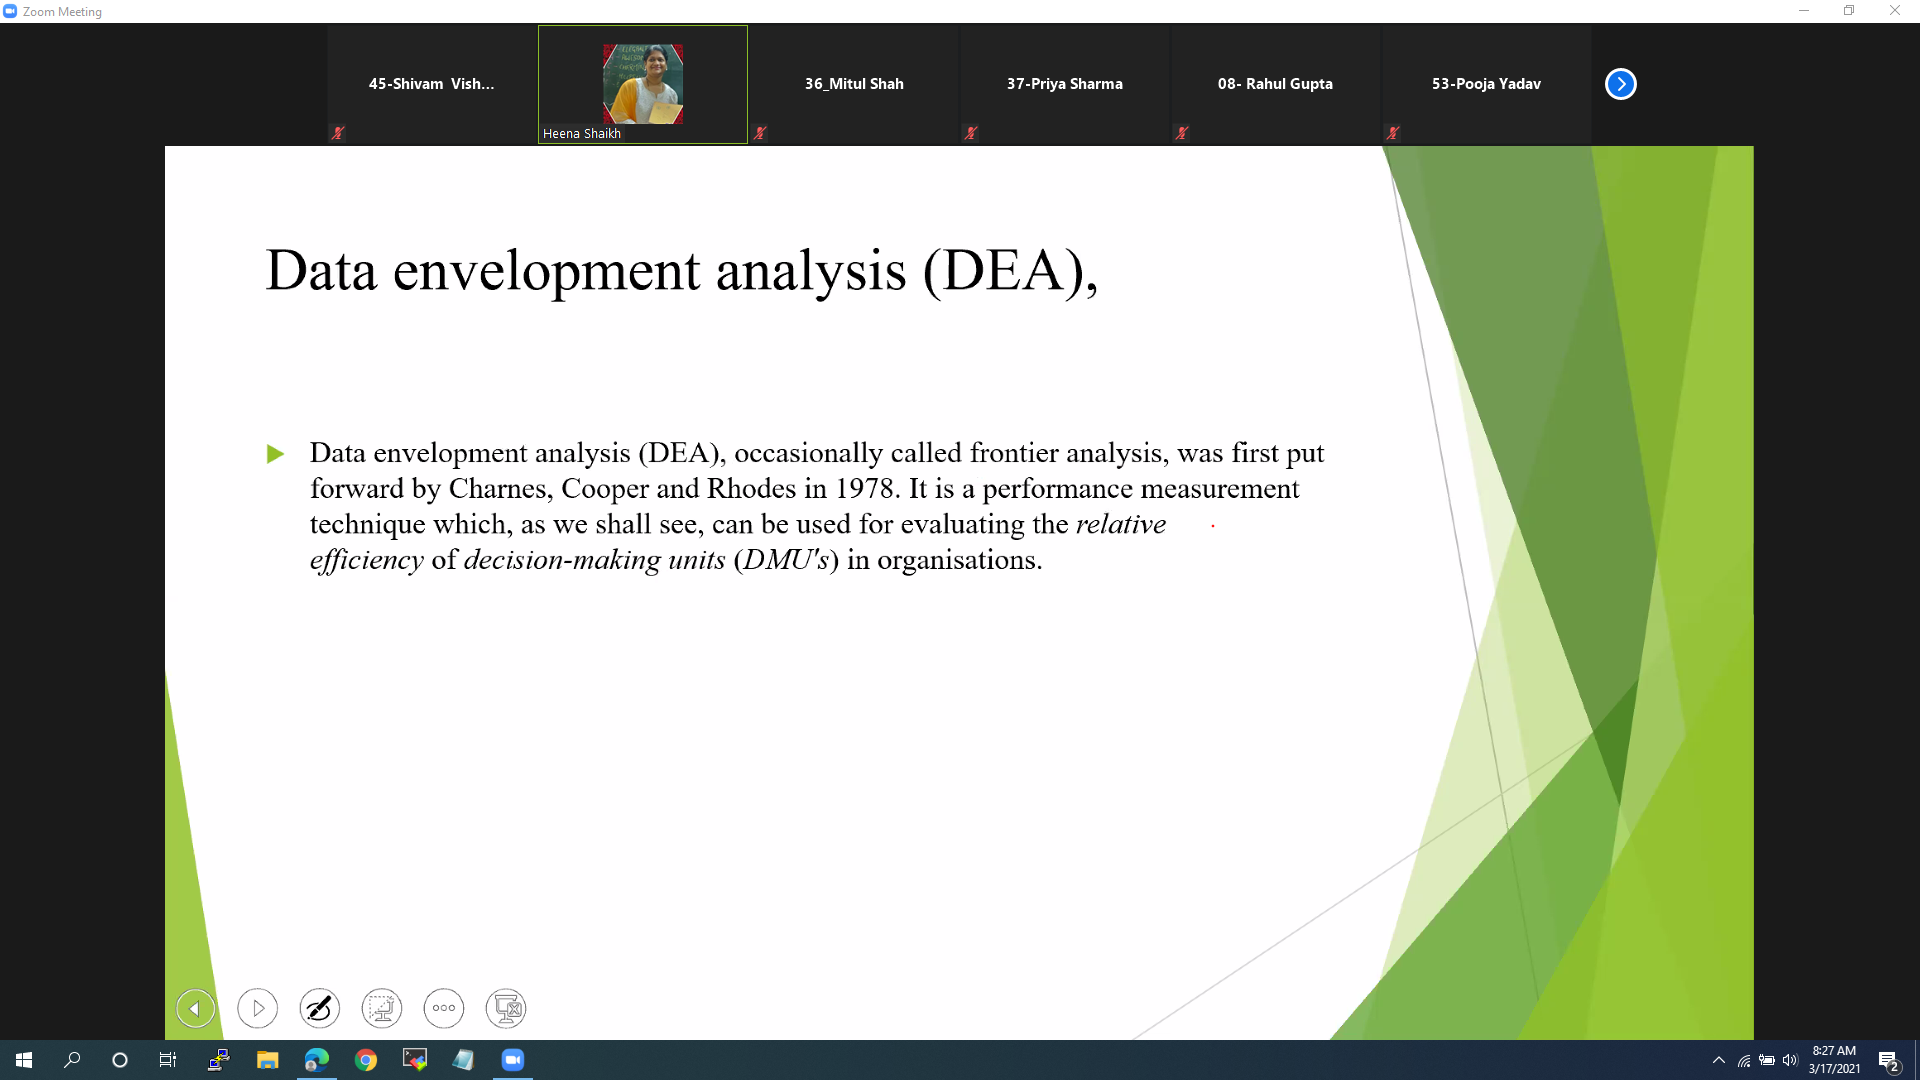 Zoom Meeting
45-Shivam Vish...
Heena Shaikh
36_Mitul Shah
37-Priya Sharma
08- Rahul Gupta
53-Pooja Yadav
Data envelopment analysis (DEA),
Data envelopment analysis (DEA), occasionally called frontier analysis, was first put
forward by Charnes, Cooper and Rhodes in 1978. It is a performance measurement
technique which, as we shall see, can be used for evaluating the relative
efficiency of decision-making units (DMU's) in organisations.
8:27 AM
3/17/2021
2